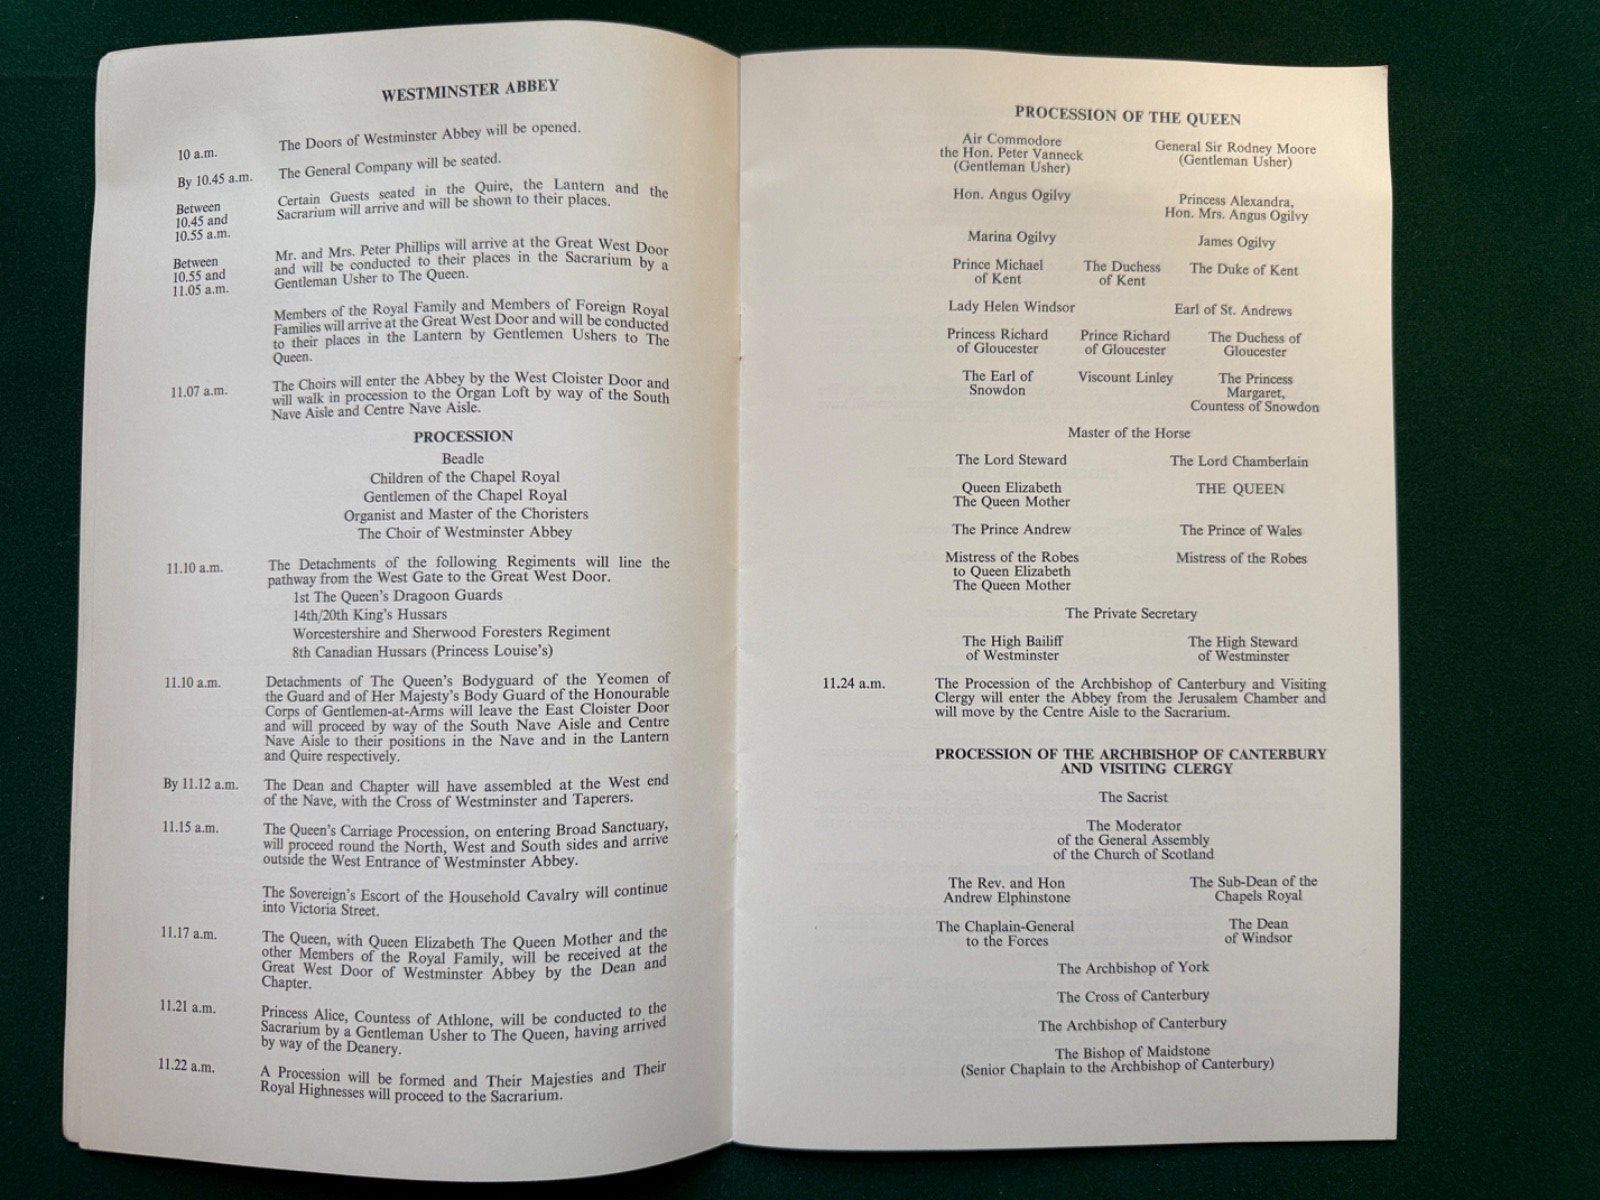 WESTMINSTER ABBEY
10 a.m. The Doors of Westminster Abbey will be opened.
By 10.45 a.m. The General Company will be seated.
Between
10.45 and
10.55 a.m.
Certain Guests seated in the Quire, the Lantern and the
Sacrarium will arrive and will be shown to their places.
Between
10.55 and
11.05 a.m.
Mr. and Mrs. Peter Phillips will arrive at the Great West Door
and will be conducted to their places in the Sacrarium by a
Gentleman Usher to The Queen.
Members of the Royal Family and Members of Foreign Royal
Families will arrive at the Great West Door and will be conducted
to their places in the Lantern by Gentlemen Ushers to The
Queen.
11.07 a.m. The Choirs will enter the Abbey by the West Cloister Door and
will walk in procession to the Organ Loft by way of the South
Nave Aisle and Centre Nave Aisle.
PROCESSION
Beadle
Children of the Chapel Royal
Gentlemen of the Chapel Royal
Organist and Master of the Choristers
The Choir of Westminster Abbey
11.10 a.m. The Detachments of the following Regiments will line the
pathway from the West Gate to the Great West Door.
1st The Queen's Dragoon Guards
14th/20th King's Hussars
Worcestershire and Sherwood Foresters Regiment
8th Canadian Hussars (Princess Louise's)
11.10 a.m. Detachments of The Queen's Bodyguard of the Yeomen of
the Guard and of Her Majesty's Body Guard of the Honourable
Corps of Gentlemen-at-Arms will leave the East Cloister Door
and will proceed by way of the South Nave Aisle and Centre
Nave Aisle to their positions in the Nave and in the Lantern
and Quire respectively.
By 11.12 a.m. The Dean and Chapter will have assembled at the West end
of the Nave, with the Cross of Westminster and Taperers.
11.15 a.m. The Queen's Carriage Procession, on entering Broad Sanctuary,
will proceed round the North, West and South sides and arrive
outside the West Entrance of Westminster Abbey.
The Sovereign's Escort of the Household Cavalry will continue
into Victoria Street.
11.17 a.m. The Queen, with Queen Elizabeth The Queen Mother and the
other Members of the Royal Family, will be received at the
Great West Door of Westminster Abbey by the Dean and
Chapter.
11.21 a.m. Princess Alice, Countess of Athlone, will be conducted to the
Sacrarium by a Gentleman Usher to The Queen, having arrived
by way of the Deanery.
11.22 a.m. A Procession will be formed and Their Majesties and Their
Royal Highnesses will proceed to the Sacrarium.
PROCESSION OF THE QUEEN
Air Commodore
the Hon. Peter Vanneck
(Gentleman Usher)
General Sir Rodney Moore
(Gentleman Usher)
Hon. Angus Ogilvy
Princess Alexandra,
Hon. Mrs. Angus Ogilvy
Marina Ogilvy James Ogilvy
Prince Michael
of Kent
The Duchess
of Kent
The Duke of Kent
Lady Helen Windsor Earl of St. Andrews
Princess Richard
of Gloucester
Prince Richard
of Gloucester
The Duchess of
Gloucester
The Earl of
Snowdon
Viscount Linley
The Princess
Margaret,
Countess of Snowdon
Master of the Horse
The Lord Steward The Lord Chamberlain
Queen Elizabeth
The Queen Mother
THE QUEEN
The Prince Andrew The Prince of Wales
Mistress of the Robes
to Queen Elizabeth
The Queen Mother
Mistress of the Robes
The Private Secretary
The High Bailiff
of Westminster
The High Steward
of Westminster
11.24 a.m. The Procession of the Archbishop of Canterbury and Visiting
Clergy will enter the Abbey from the Jerusalem Chamber and
will move by the Centre Aisle to the Sacrarium.
PROCESSION OF THE ARCHBISHOP OF CANTERBURY
AND VISITING CLERGY
The Sacrist
The Moderator
of the General Assembly
of the Church of Scotland
The Rev. and Hon
Andrew Elphinstone
The Sub-Dean of the
Chapels Royal
The Chaplain-General
to the Forces
The Dean
of Windsor
The Archbishop of York
The Cross of Canterbury
The Archbishop of Canterbury
The Bishop of Maidstone
(Senior Chaplain to the Archbishop of Canterbury)